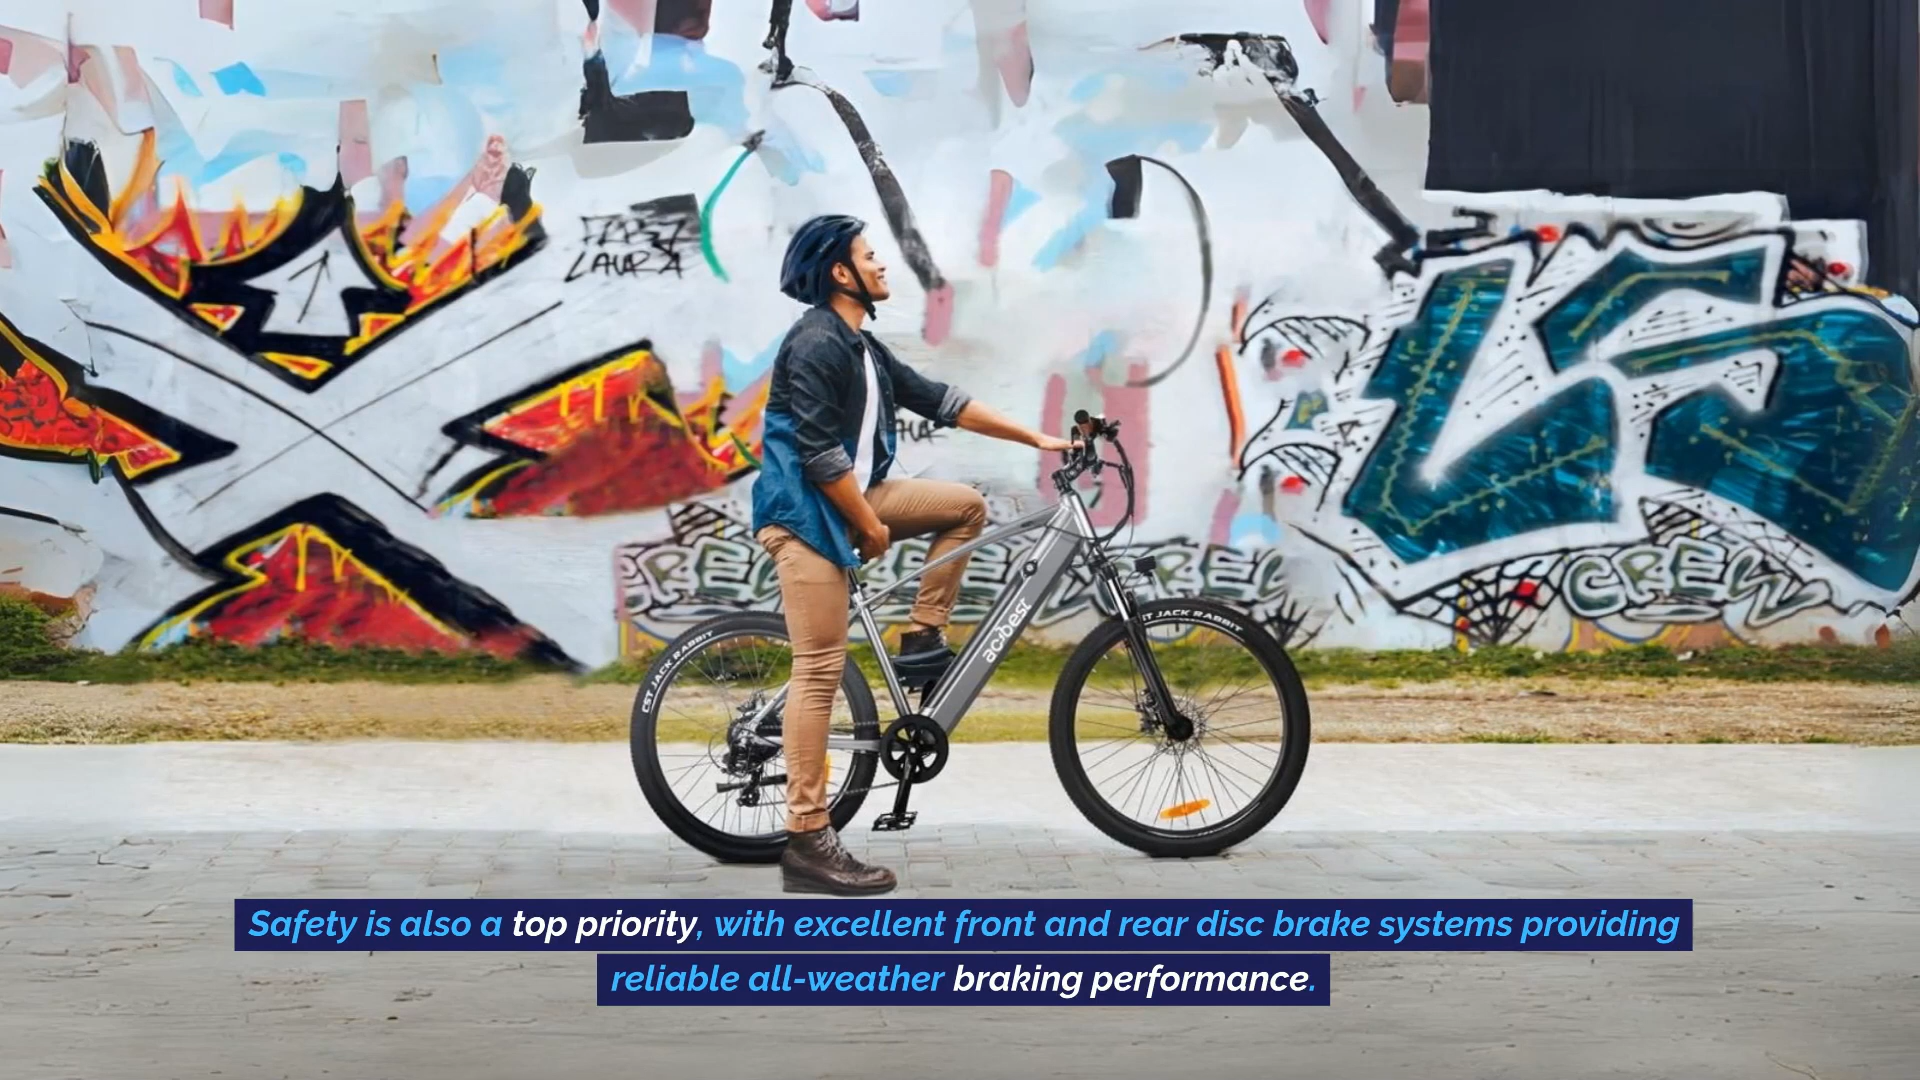 LAURA
CREW
acibest
CST JACK RABBIT
CST JACK RABBIT
Safety is also a top priority, with excellent front and rear disc brake systems providing
reliable all-weather braking performance.